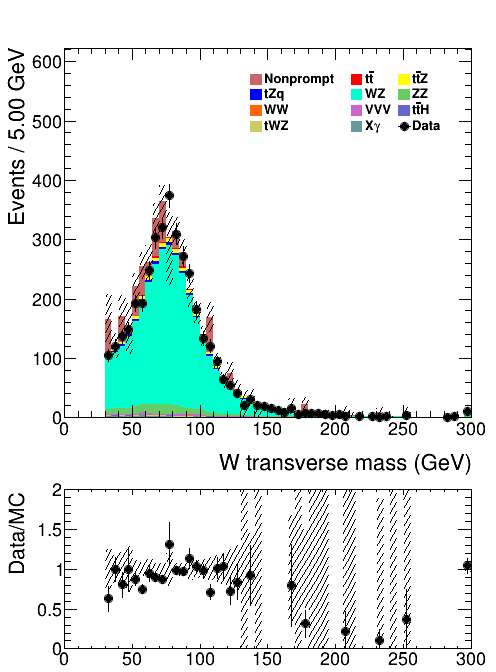 Events / 5.00 GeV
600
500
400
300
200
100
0
Nonprompt tt̄ tt̄Z
tZq WZ ZZ
WW VVV tt̄H
tWZ Xγ Data
0 50 100 150 200 250 300
W transverse mass (GeV)
Data/MC
2
1.5
1
0.5
0
0 50 100 150 200 250 300